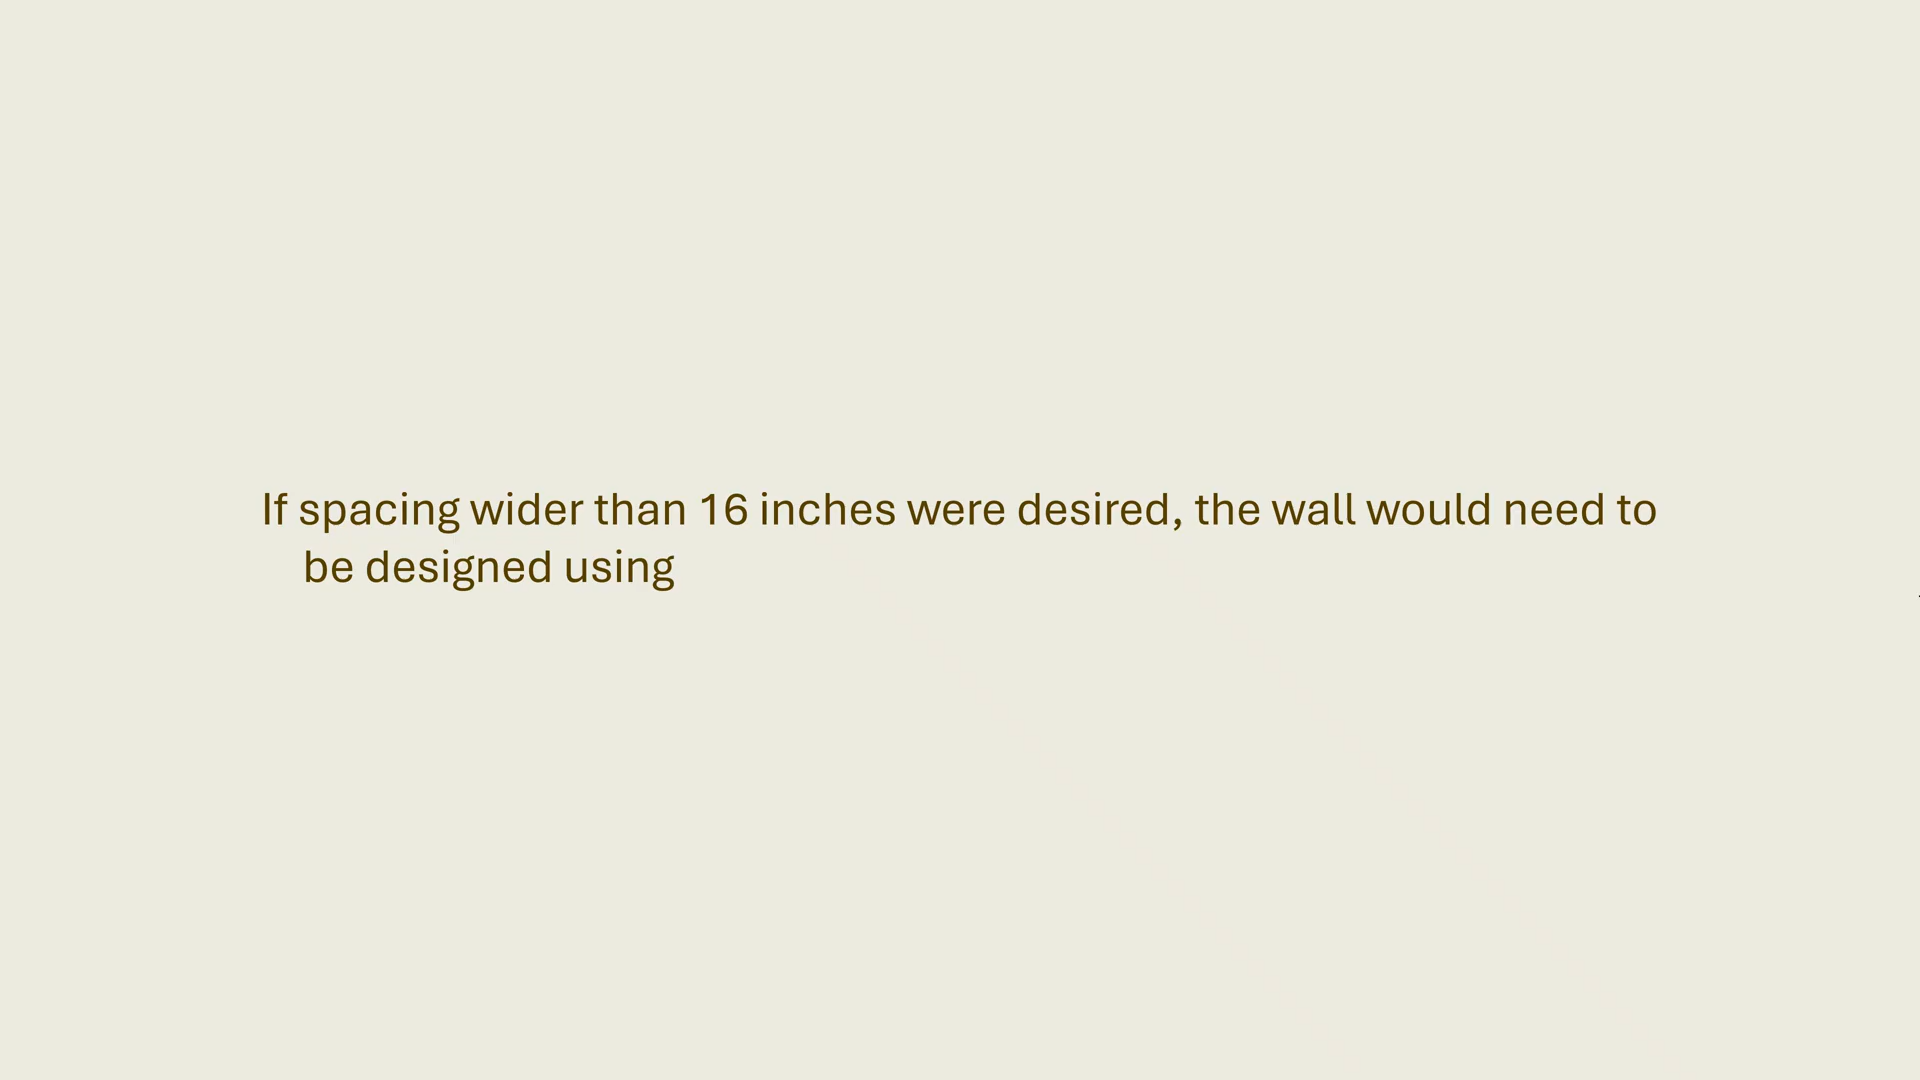 If spacing wider than 16 inches were desired, the wall would need to
be designed using